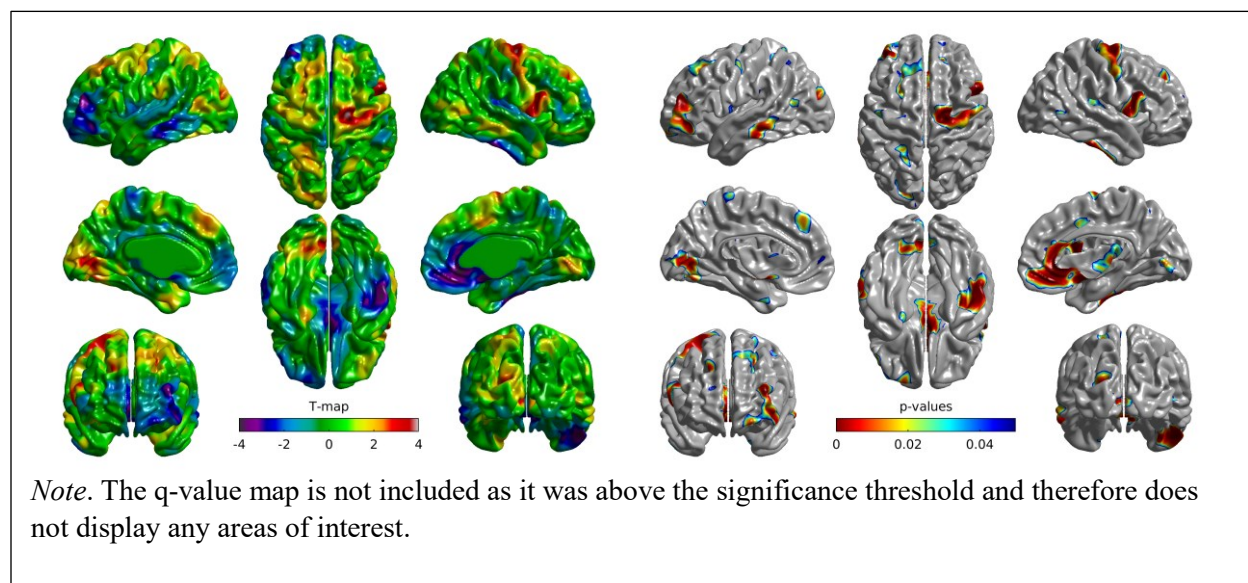 T-map
-4 -2 0 2 4
p-values
0 0.02 0.04
Note. The q-value map is not included as it was above the significance threshold and therefore does
not display any areas of interest.